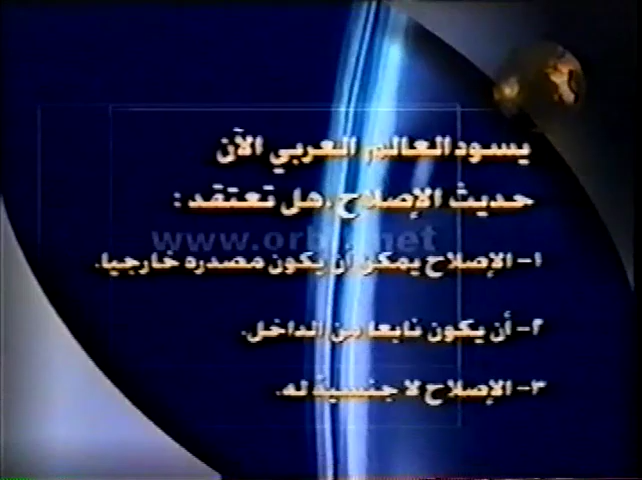 يسود العالم العربي الآن
حديث الإصلاح ،هل تعتقد :
www.orbit.net
١- الإصلاح يمكن أن يكون مصدره خارجيا.
٢- أن يكون نابعا من الداخل.
٣- الإصلاح لا جنسية له.